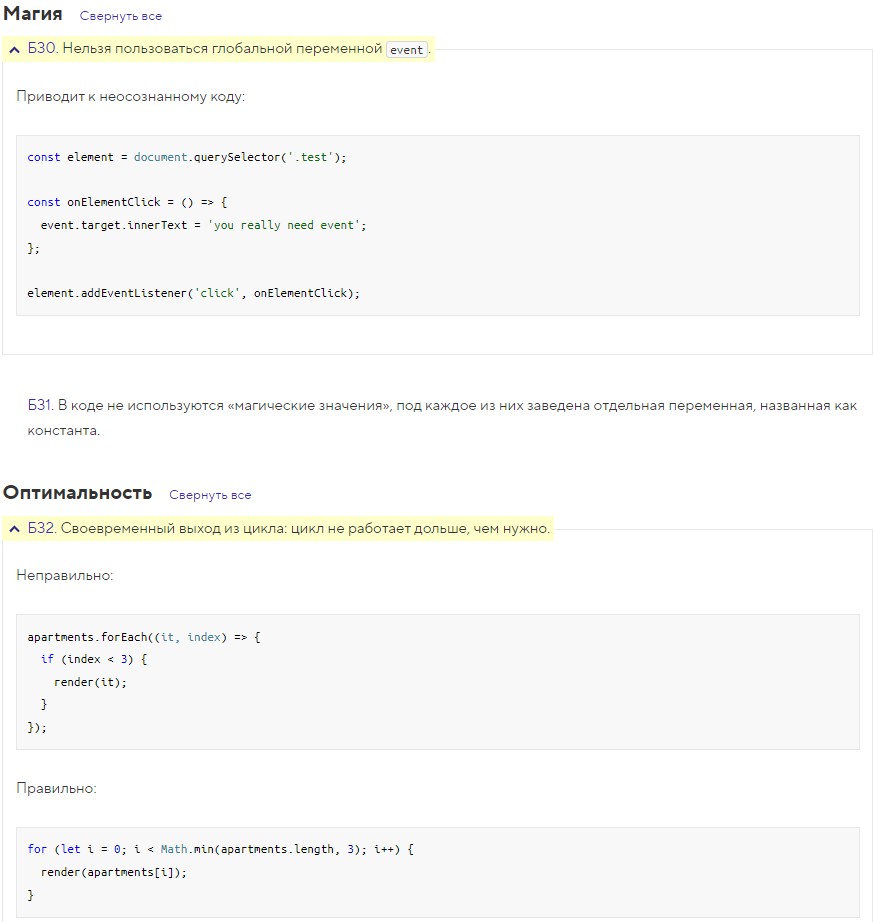 Магия Свернуть все
Б30. Нельзя пользоваться глобальной переменной event.
Приводит к неосознанному коду:
const element = document.querySelector('.test');
const onElementClick = () => {
  event.target.innerText = 'you really need event';
};
element.addEventListener('click', onElementClick);
Б31. В коде не используются «магические значения», под каждое из них заведена отдельная переменная, названная как
константа.
Оптимальность Свернуть все
Б32. Своевременный выход из цикла: цикл не работает дольше, чем нужно.
Неправильно:
apartments.forEach((it, index) => {
  if (index < 3) {
    render(it);
  }
});
Правильно:
for (let i = 0; i < Math.min(apartments.length, 3); i++) {
  render(apartments[i]);
}